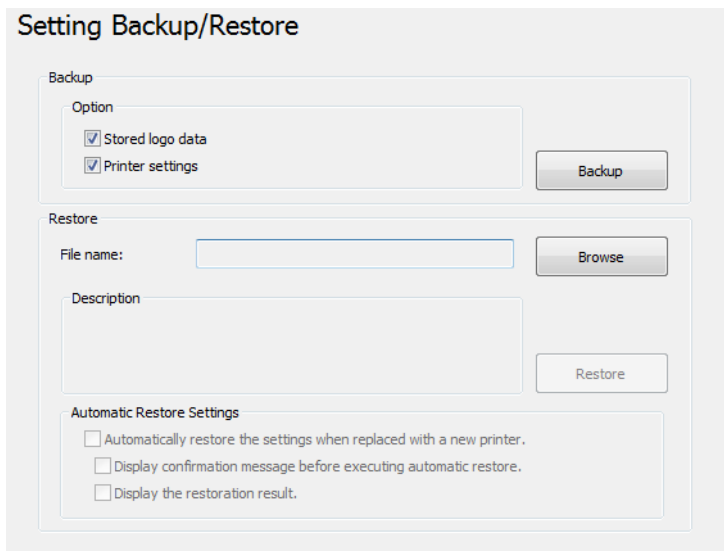 Setting Backup/Restore
Backup
Option
Stored logo data
Printer settings
Backup
Restore
File name:
Browse
Description
Restore
Automatic Restore Settings
Automatically restore the settings when replaced with a new printer.
Display confirmation message before executing automatic restore.
Display the restoration result.